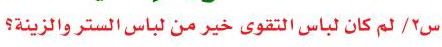 س٢/ لم كان لباس التقوى خير من لباس الستر والزينة؟